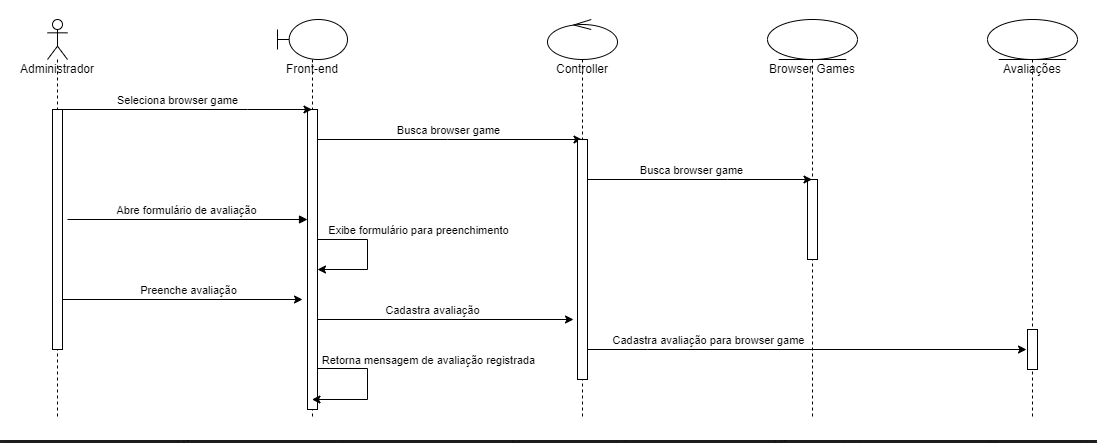 Administrador
Front-end
Controller
Browser Games
Avaliações
Seleciona browser game
Busca browser game
Busca browser game
Abre formulário de avaliação
Exibe formulário para preenchimento
Preenche avaliação
Cadastra avaliação
Cadastra avaliação para browser game
Retorna mensagem de avaliação registrada